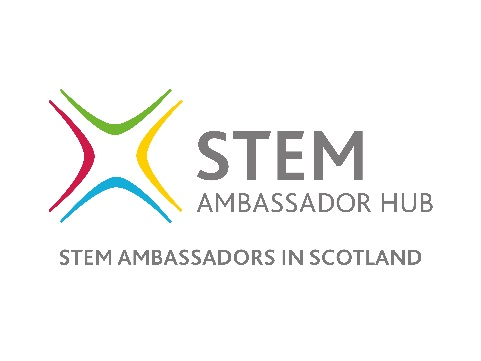 STEM
AMBASSADOR HUB
STEM AMBASSADORS IN SCOTLAND